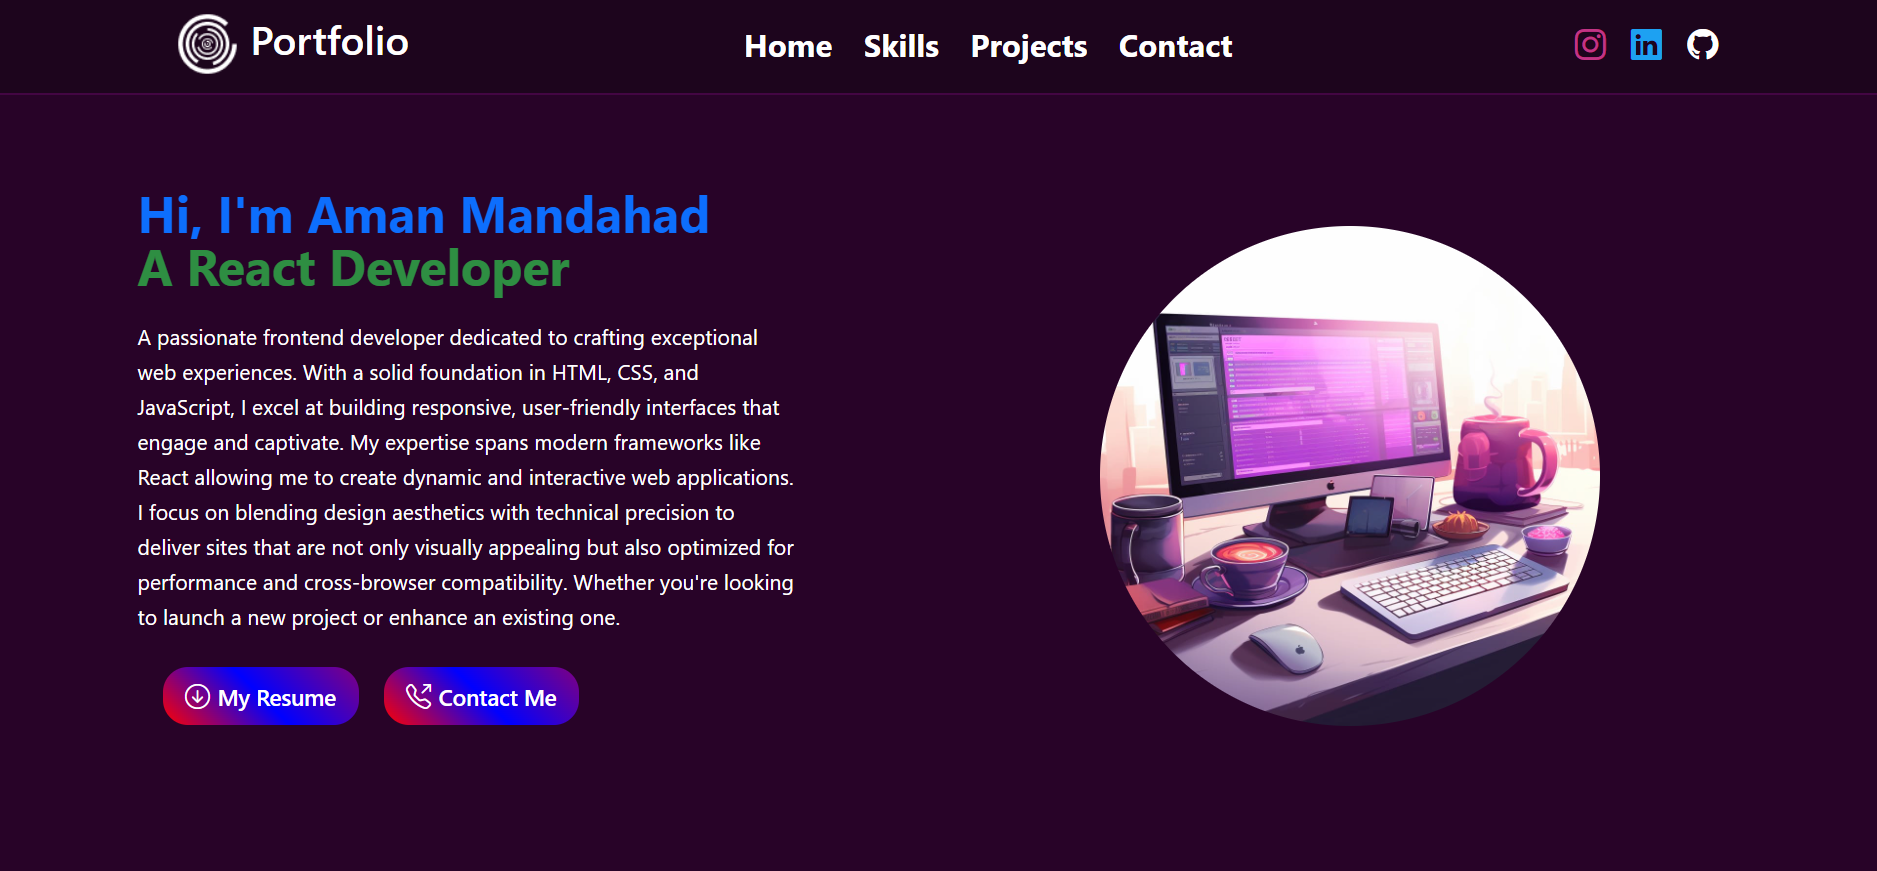 Portfolio
Home Skills Projects Contact
Hi, I'm Aman Mandahad
A React Developer
A passionate frontend developer dedicated to crafting exceptional
web experiences. With a solid foundation in HTML, CSS, and
JavaScript, I excel at building responsive, user-friendly interfaces that
engage and captivate. My expertise spans modern frameworks like
React allowing me to create dynamic and interactive web applications.
I focus on blending design aesthetics with technical precision to
deliver sites that are not only visually appealing but also optimized for
performance and cross-browser compatibility. Whether you're looking
to launch a new project or enhance an existing one.
My Resume
Contact Me